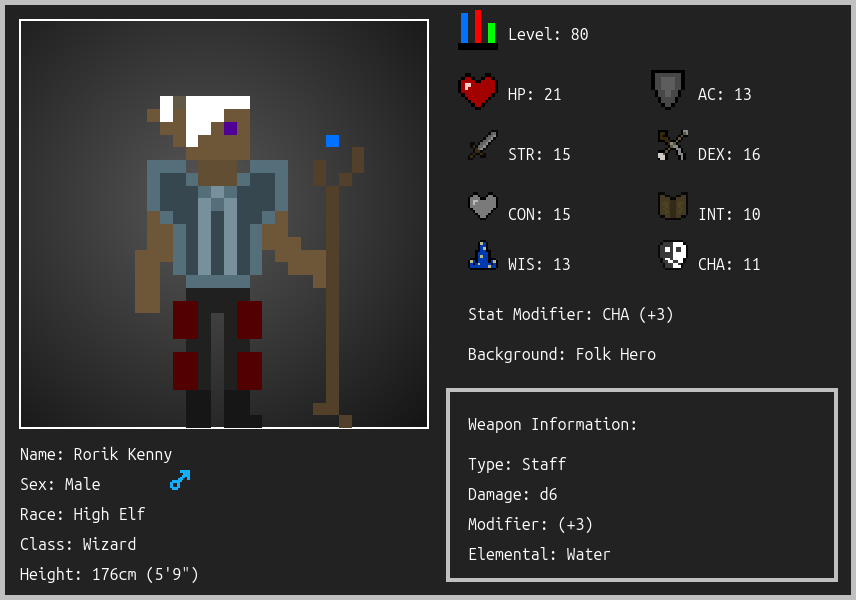 Level: 80
HP: 21
AC: 13
STR: 15
DEX: 16
CON: 15
INT: 10
WIS: 13
CHA: 11
Stat Modifier: CHA (+3)
Background: Folk Hero
Weapon Information:
Type: Staff
Damage: d6
Modifier: (+3)
Elemental: Water
Name: Rorik Kenny
Sex: Male
Race: High Elf
Class: Wizard
Height: 176cm (5'9")